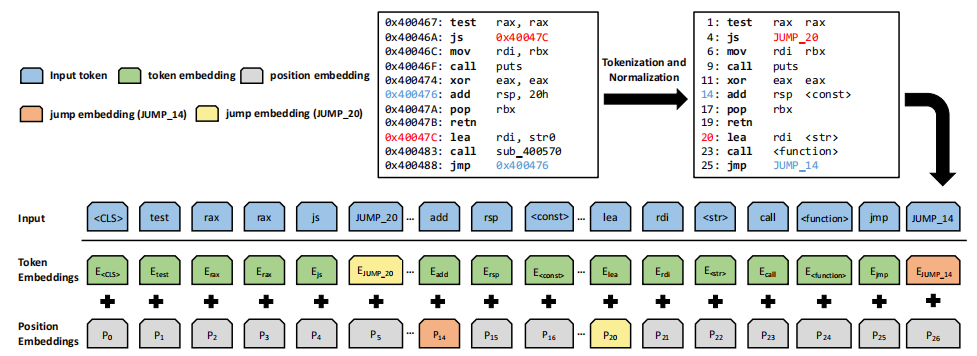 Input token
token embedding
position embedding
jump embedding (JUMP_14)
jump embedding (JUMP_20)
0x400467: test rax, rax
0x40046A: js 0x40047C
0x40046C: mov rdi, rbx
0x40046F: call puts
0x400474: xor eax, eax
0x400476: add rsp, 20h
0x40047A: pop rbx
0x40047B: retn
0x40047C: lea rdi, str0
0x400483: call sub_400570
0x400488: jmp 0x400476
Tokenization and
Normalization
1: test rax rax
4: js JUMP_20
6: mov rdi rbx
9: call puts
11: xor eax eax
14: add rsp <const>
17: pop rbx
19: retn
20: lea rdi <str>
23: call <function>
25: jmp JUMP_14
Input <CLS> test rax rax js JUMP_20 ... add rsp <const> ... lea rdi <str> call <function> jmp JUMP_14
Token
Embeddings
E<CLS> Etest Erax Erax Ejs EJUMP_20 ... Eadd Ersp E<const> ... Elea Erdi E<str> Ecall E<function> Ejmp EJUMP_14
+ + + + + + + + + + + + + + + +
Position
Embeddings
P0 P1 P2 P3 P4 P5 ... P14 P15 P16 ... P20 P21 P22 P23 P24 P25 P26